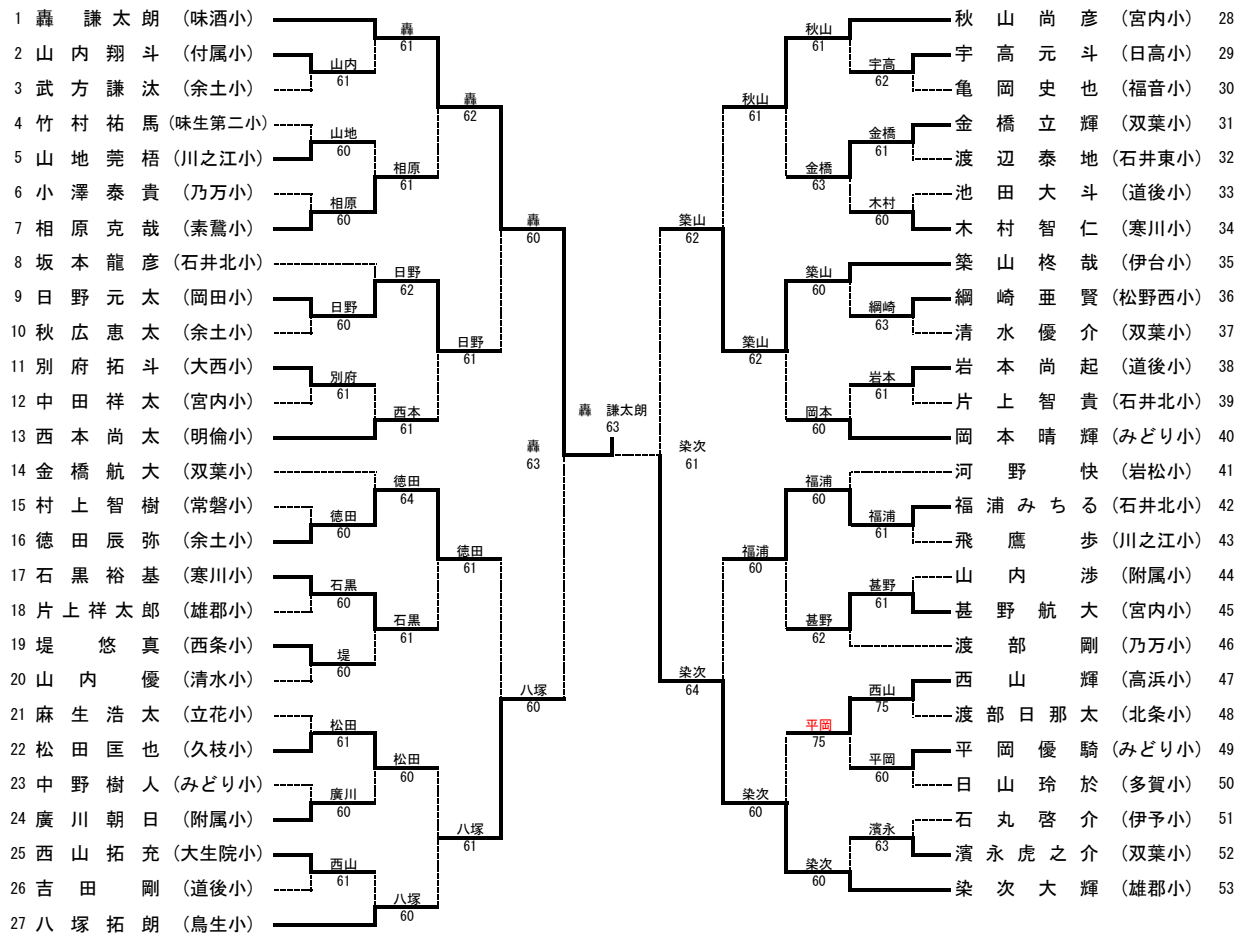 1 轟 謙太朗 (味酒小)
2 山内翔斗 (付属小)
3 武方謙汰 (余土小)
4 竹村祐馬 (味生第二小)
5 山地莞梧 (川之江小)
6 小澤泰貴 (乃万小)
7 相原克哉 (素鵞小)
8 坂本龍彦 (石井北小)
9 日野元太 (岡田小)
10 秋広恵太 (余土小)
11 別府拓斗 (大西小)
12 中田祥太 (宮内小)
13 西本尚太 (明倫小)
14 金橋航大 (双葉小)
15 村上智樹 (常磐小)
16 徳田辰弥 (余土小)
17 石黒裕基 (寒川小)
18 片上祥太郎 (雄郡小)
19 堤 悠真 (西条小)
20 山内 優 (清水小)
21 麻生浩太 (立花小)
22 松田匡也 (久枝小)
23 中野樹人 (みどり小)
24 廣川朝日 (附属小)
25 西山拓充 (大生院小)
26 吉田 剛 (道後小)
27 八塚拓朗 (鳥生小)
山内
61
山地
60
相原
60
日野
60
別府
61
徳田
60
石黒
60
堤
60
松田
61
廣川
60
西山
61
轟
61
相原
61
日野
62
西本
61
徳田
64
石黒
61
松田
60
八塚
60
轟
62
日野
61
徳田
61
八塚
61
轟
60
八塚
60
轟
63
轟 謙太朗
63
染次
61
築山
62
染次
64
秋山
61
築山
62
福浦
60
染次
60
秋山
61
金橋
63
築山
60
岡本
60
福浦
60
甚野
62
平岡
75
染次
60
宇高
62
金橋
61
木村
60
綱崎
63
岩本
61
福浦
61
甚野
61
西山
75
平岡
60
濱永
63
秋山尚彦 (宮内小) 28
宇高元斗 (日高小) 29
亀岡史也 (福音小) 30
金橋立輝 (双葉小) 31
渡辺泰地 (石井東小) 32
池田大斗 (道後小) 33
木村智仁 (寒川小) 34
築山柊哉 (伊台小) 35
綱崎亜賢 (松野西小) 36
清水優介 (双葉小) 37
岩本尚起 (道後小) 38
片上智貴 (石井北小) 39
岡本晴輝 (みどり小) 40
河野 快 (岩松小) 41
福浦みちる (石井北小) 42
飛鷹 歩 (川之江小) 43
山内 渉 (附属小) 44
甚野航大 (宮内小) 45
渡部 剛 (乃万小) 46
西山 輝 (高浜小) 47
渡部日那太 (北条小) 48
平岡優騎 (みどり小) 49
日山玲於 (多賀小) 50
石丸啓介 (伊予小) 51
濱永虎之介 (双葉小) 52
染次大輝 (雄郡小) 53